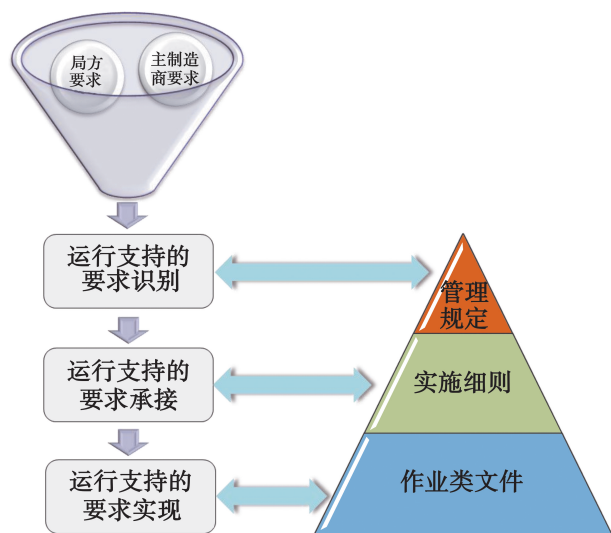 局方
要求
主制造
商要求
运行支持的
要求识别
管理
规定
运行支持的
要求承接
实施细则
运行支持的
要求实现
作业类文件